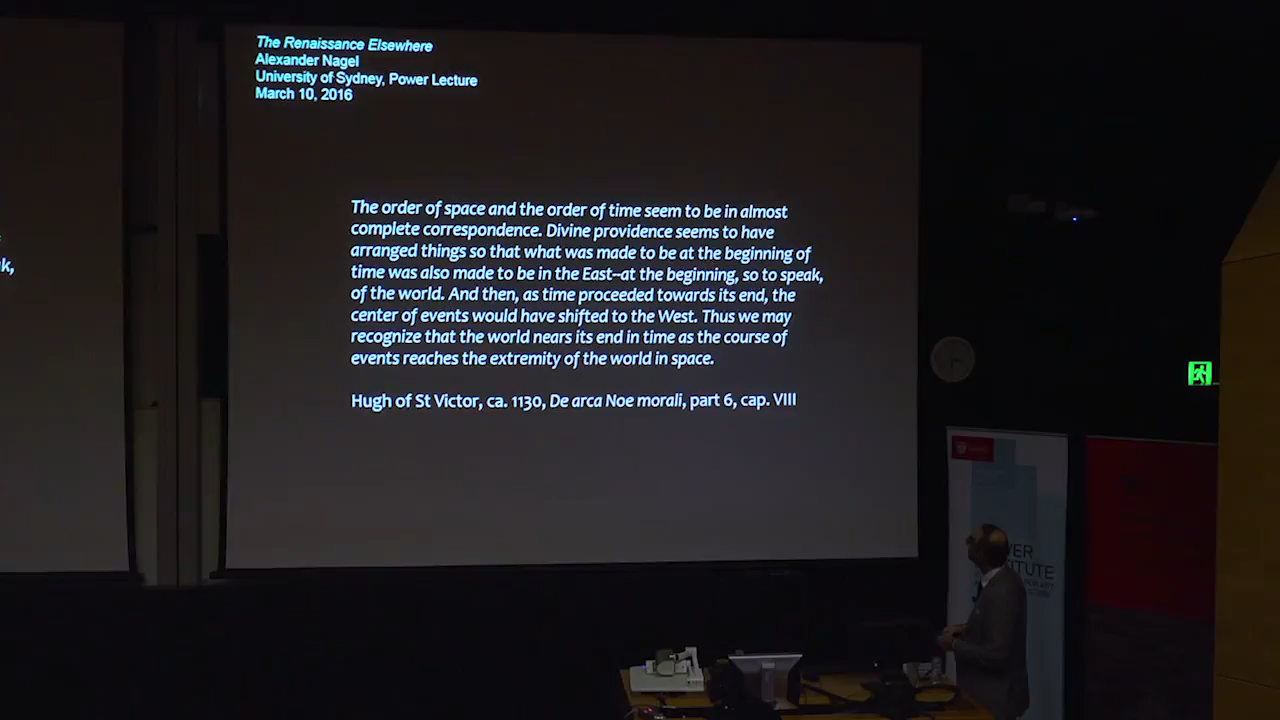 The Renaissance Elsewhere
Alexander Nagel
University of Sydney, Power Lecture
March 10, 2016
k,
The order of space and the order of time seem to be in almost
complete correspondence. Divine providence seems to have
arranged things so that what was made to be at the beginning of
time was also made to be in the East—at the beginning, so to speak,
of the world. And then, as time proceeded towards its end, the
center of events would have shifted to the West. Thus we may
recognize that the world nears its end in time as the course of
events reaches the extremity of the world in space.
Hugh of St Victor, ca. 1130, De arca Noe morali, part 6, cap. VIII
WER
TITUTE